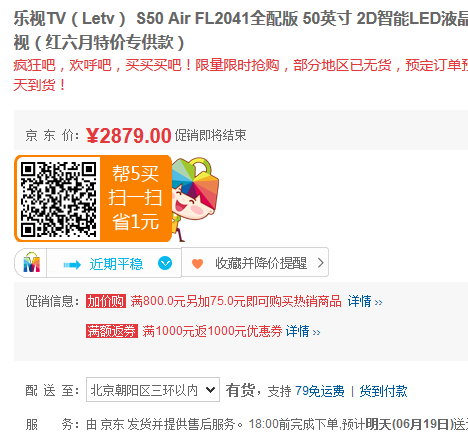 乐视TV（Letv） S50 Air FL2041全配版 50英寸 2D智能LED液晶
视（红六月特价专供款）
疯狂吧，欢呼吧，买买买吧！限量限时抢购，部分地区已无货，预定订单预
天到货！
京 东 价： ¥2879.00 促销即将结束
帮5买
扫一扫
省1元
近期平稳 收藏并降价提醒 >
促销信息： 加价购 满800.0元另加75.0元即可购买热销商品 详情 >>
满额返券 满1000元返1000元优惠券 详情 >>
配 送 至： 北京朝阳区三环以内 有货，支持 79免运费 | 货到付款
服 务： 由 京东 发货并提供售后服务。18:00前完成下单,预计明天(06月19日)送